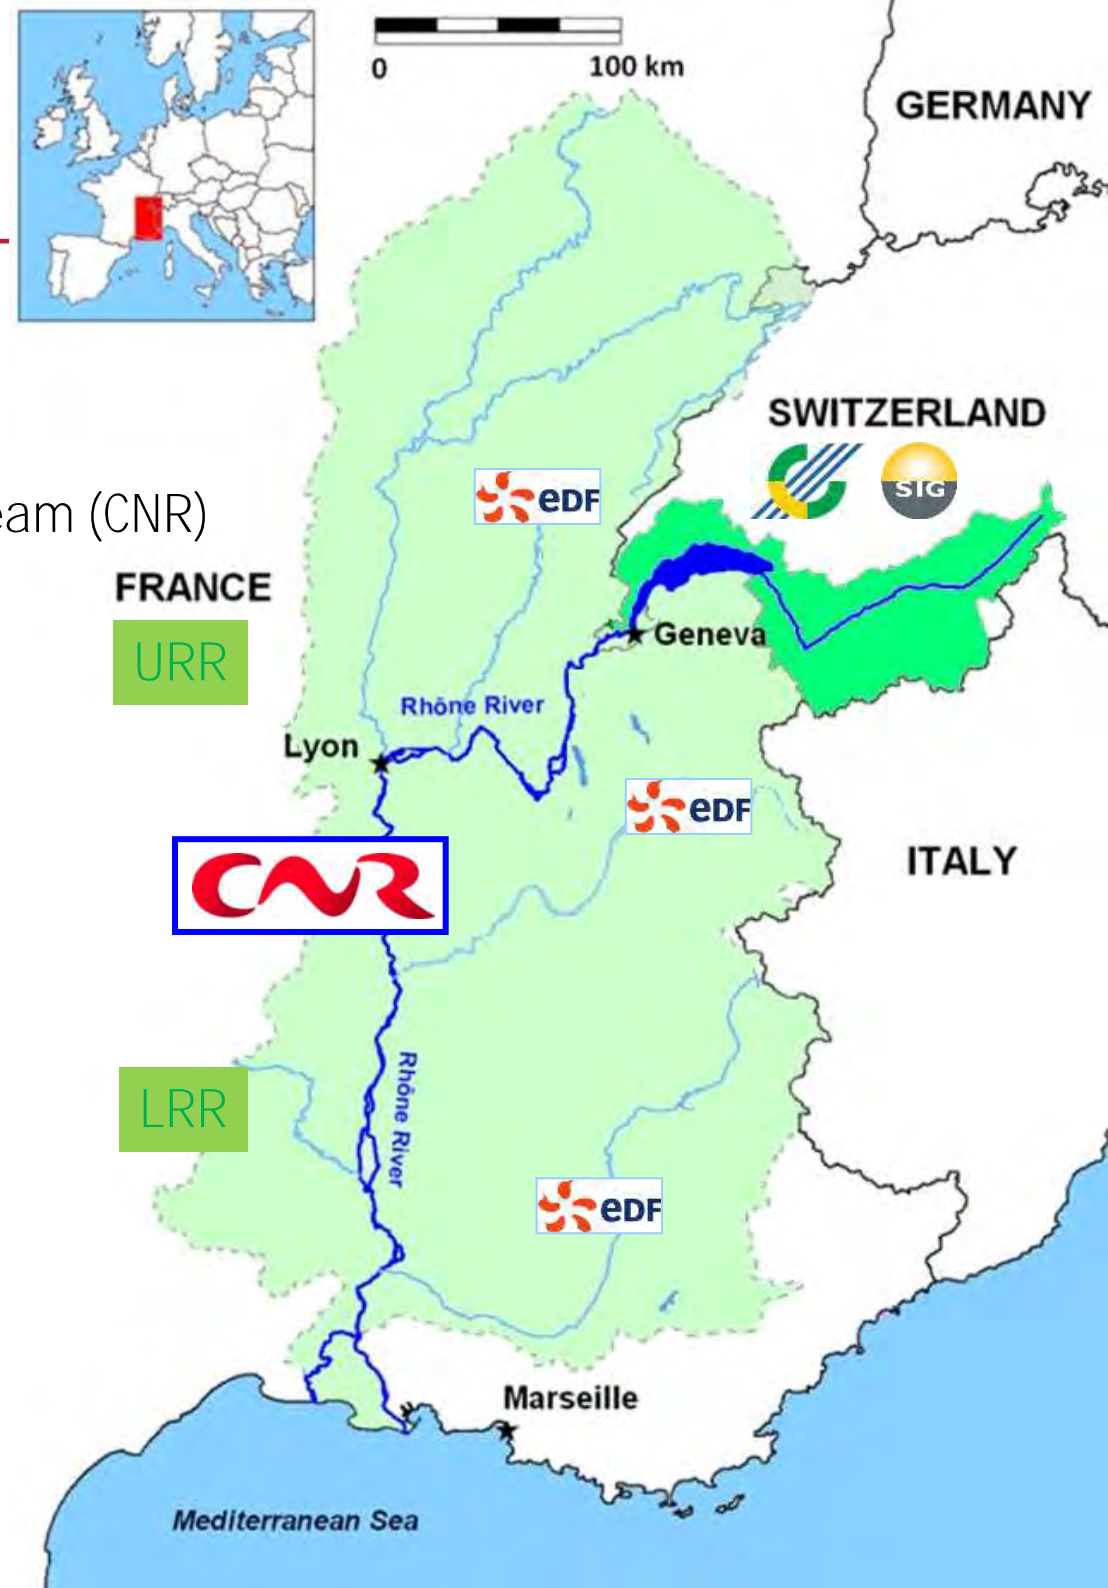 0
100 km
GERMANY
SWITZERLAND
SIG
eam (CNR)
eDF
FRANCE
URR
Geneva
Rhône River
Lyon
eDF
CNR
ITALY
Rhône River
LRR
eDF
Marseille
Mediterranean Sea